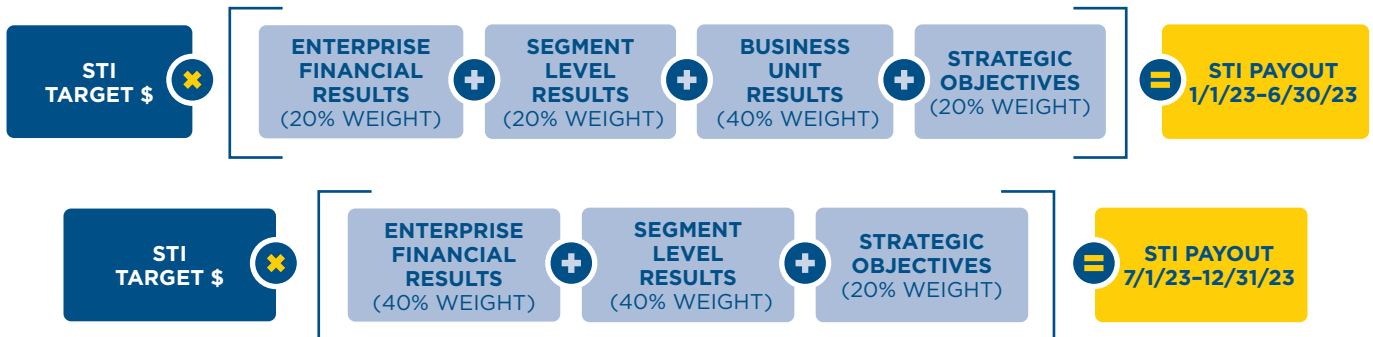 STI
TARGET $
×
ENTERPRISE
FINANCIAL
RESULTS
(20% WEIGHT)
+
SEGMENT
LEVEL
RESULTS
(20% WEIGHT)
+
BUSINESS
UNIT
RESULTS
(40% WEIGHT)
+
STRATEGIC
OBJECTIVES
(20% WEIGHT)
=
STI PAYOUT
1/1/23–6/30/23
STI
TARGET $
×
ENTERPRISE
FINANCIAL
RESULTS
(40% WEIGHT)
+
SEGMENT
LEVEL
RESULTS
(40% WEIGHT)
+
STRATEGIC
OBJECTIVES
(20% WEIGHT)
=
STI PAYOUT
7/1/23–12/31/23